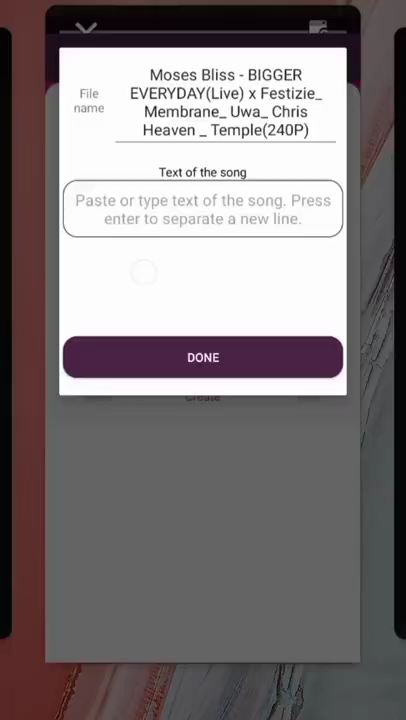 Moses Bliss - BIGGER
File EVERYDAY(Live) x Festizie_
name Membrane_ Uwa_ Chris
Heaven _ Temple(240P)
Text of the song
Paste or type text of the song. Press
enter to separate a new line.
DONE
Create